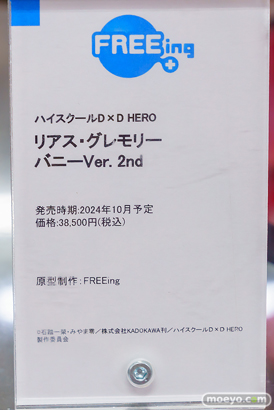 FREEing
ハイスクールD×D HERO
リアス・グレモリー
バニーVer. 2nd
発売時期:2024年10月予定
価格:38,500円(税込)
原型制作:FREEing
©石踏一榮・みやま零／株式会社KADOKAWA刊／ハイスクールD×D HERO
製作委員会
moeyo.com